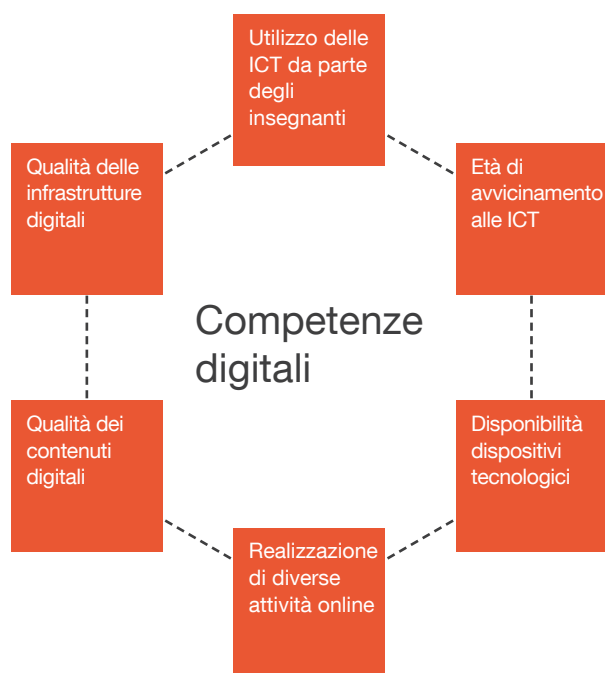 Utilizzo delle
ICT da parte
degli
insegnanti
Qualità delle
infrastrutture
digitali
Età di
avvicinamento
alle ICT
Competenze
digitali
Qualità dei
contenuti
digitali
Disponibilità
dispositivi
tecnologici
Realizzazione
di diverse
attività online